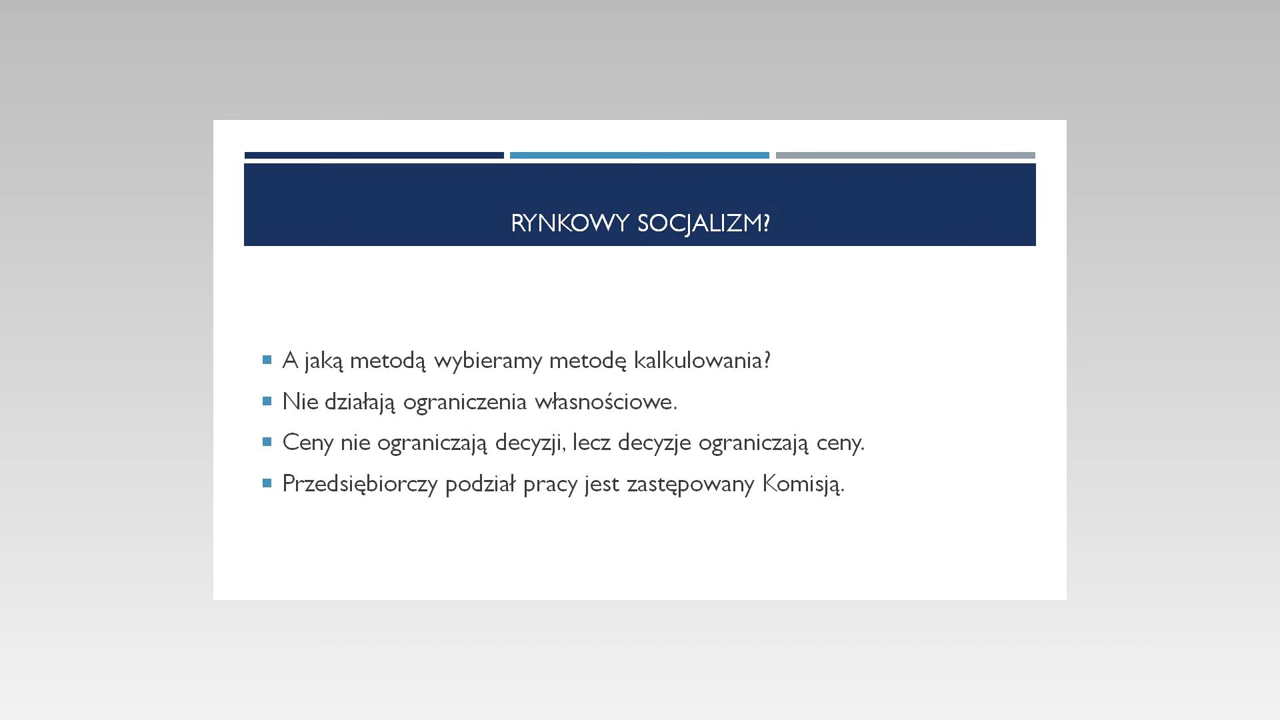 RYNKOWY SOCJALIZM?
A jaką metodą wybieramy metodę kalkulowania?
Nie działają ograniczenia własnościowe.
Ceny nie ograniczają decyzji, lecz decyzje ograniczają ceny.
Przedsiębiorczy podział pracy jest zastępowany Komisją.